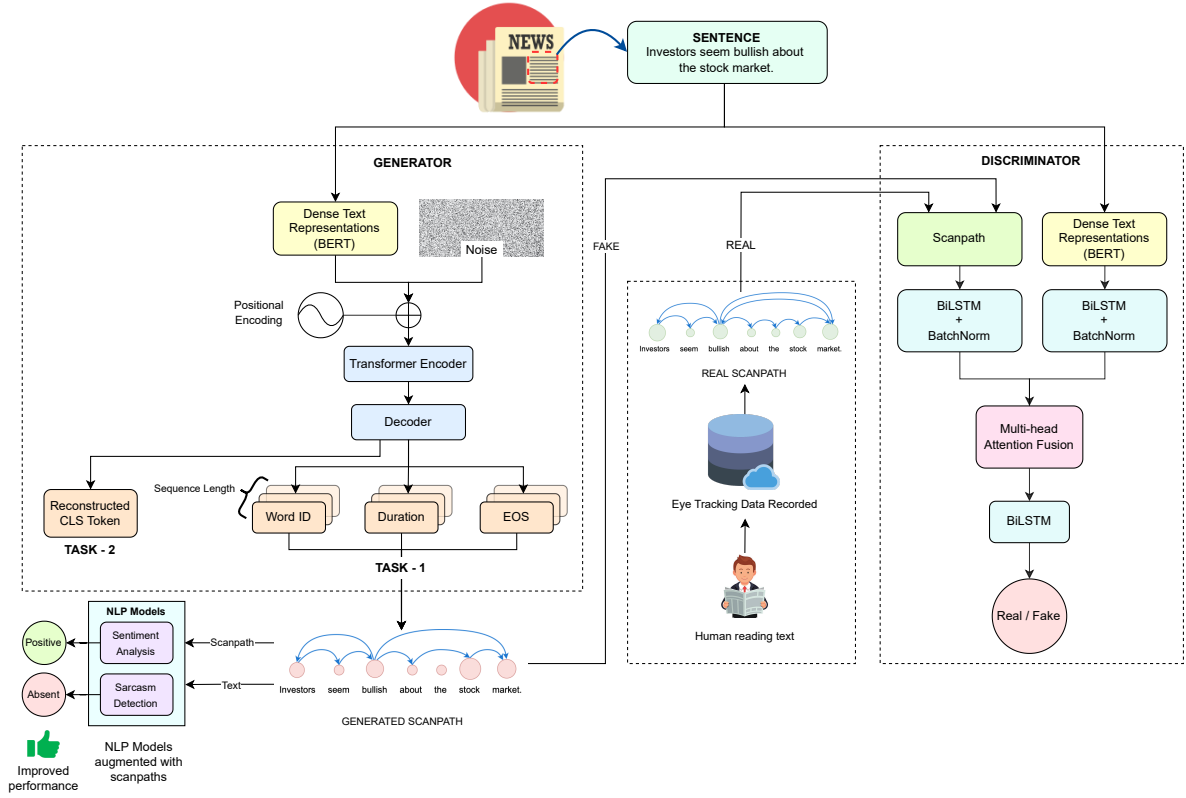 NEWS
SENTENCE
Investors seem bullish about
the stock market.
GENERATOR
Dense Text
Representations
(BERT)
Noise
Positional
Encoding
Transformer Encoder
Decoder
Sequence Length
Reconstructed
CLS Token
TASK - 2
Word ID
Duration
EOS
TASK - 1
FAKE
REAL
Investors seem bullish about the stock market.
REAL SCANPATH
Eye Tracking Data Recorded
Human reading text
DISCRIMINATOR
Scanpath
Dense Text
Representations
(BERT)
BiLSTM
+
BatchNorm
BiLSTM
+
BatchNorm
Multi-head
Attention Fusion
BiLSTM
Real / Fake
NLP Models
Positive
Sentiment
Analysis
Scanpath
Absent
Sarcasm
Detection
Text
Investors seem bullish about the stock market.
GENERATED SCANPATH
Improved
performance
NLP Models
augmented with
scanpaths